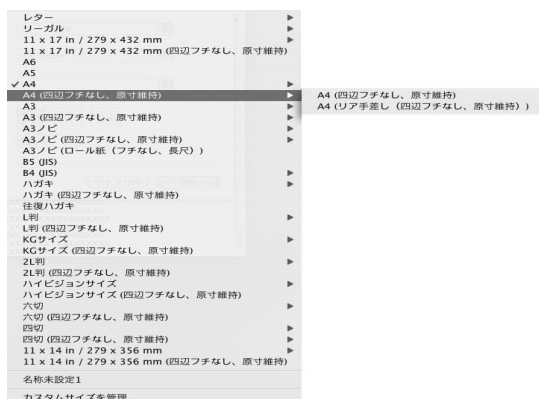 レター
リーガル
11 x 17 in / 279 x 432 mm
11 x 17 in / 279 x 432 mm (四辺フチなし、原寸維持)
A6
A5
✓ A4
A4 (四辺フチなし、原寸維持)
A4 (四辺フチなし、原寸維持)
A4 (リア手差し（四辺フチなし、原寸維持）)
A3
A3 (四辺フチなし、原寸維持)
A3ノビ
A3ノビ (四辺フチなし、原寸維持)
A3ノビ (ロール紙（フチなし、長尺）)
B5 (JIS)
B4 (JIS)
ハガキ
ハガキ (四辺フチなし、原寸維持)
往復ハガキ
L判
L判 (四辺フチなし、原寸維持)
KGサイズ
KGサイズ (四辺フチなし、原寸維持)
2L判
2L判 (四辺フチなし、原寸維持)
ハイビジョンサイズ
ハイビジョンサイズ (四辺フチなし、原寸維持)
六切
六切 (四辺フチなし、原寸維持)
四切
四切 (四辺フチなし、原寸維持)
11 x 14 in / 279 x 356 mm
11 x 14 in / 279 x 356 mm (四辺フチなし、原寸維持)
名称未設定1
カスタムサイズを管理